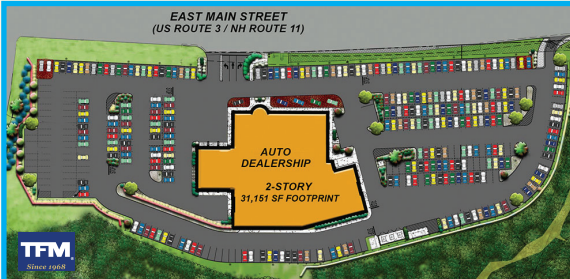 EAST MAIN STREET
(US ROUTE 3 / NH ROUTE 11)
AUTO
DEALERSHIP
2-STORY
31,151 SF FOOTPRINT
TFM
Since 1968